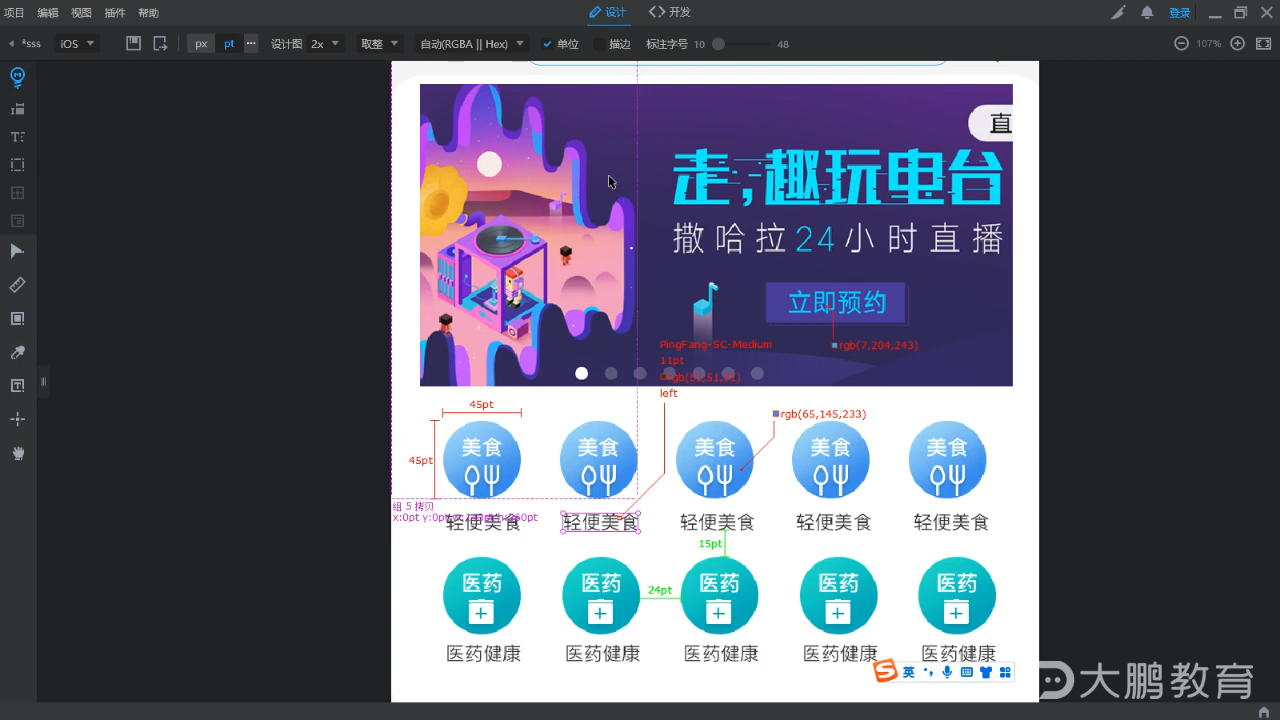 项目 编辑 视图 插件 帮助 设计 开发 登录
*sss iOS px pt 设计图 2x 取整 自动(RGBA || Hex) 单位 描边 标注字号 10 48 107%
直
走,趣玩电台
撒哈拉24小时直播
立即预约
PingFang-SC-Medium
rgb(7,204,243)
11pt
left
45pt
rgb(65,145,233)
美食 美食 美食 美食 美食
45pt
组 5 拷贝
轻便美食 轻便美食 轻便美食 轻便美食 轻便美食
15pt
医药 医药 医药 医药 医药
24pt
医药健康 医药健康 医药健康 医药健康 医药健康
英
大鹏教育